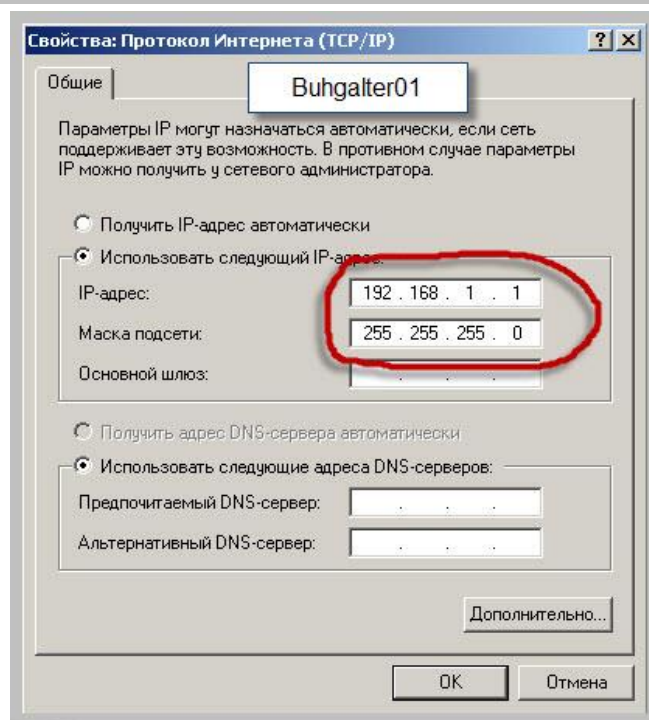 Свойства: Протокол Интернета (TCP/IP)
Общие
Buhgalter01
Параметры IP могут назначаться автоматически, если сеть
поддерживает эту возможность. В противном случае параметры
IP можно получить у сетевого администратора.
Получить IP-адрес автоматически
Использовать следующий IP-адрес:
IP-адрес: 192 . 168 . 1 . 1
Маска подсети: 255 . 255 . 255 . 0
Основной шлюз: . . .
Получить адрес DNS-сервера автоматически
Использовать следующие адреса DNS-серверов:
Предпочитаемый DNS-сервер: . . .
Альтернативный DNS-сервер: . . .
Дополнительно...
OK Отмена